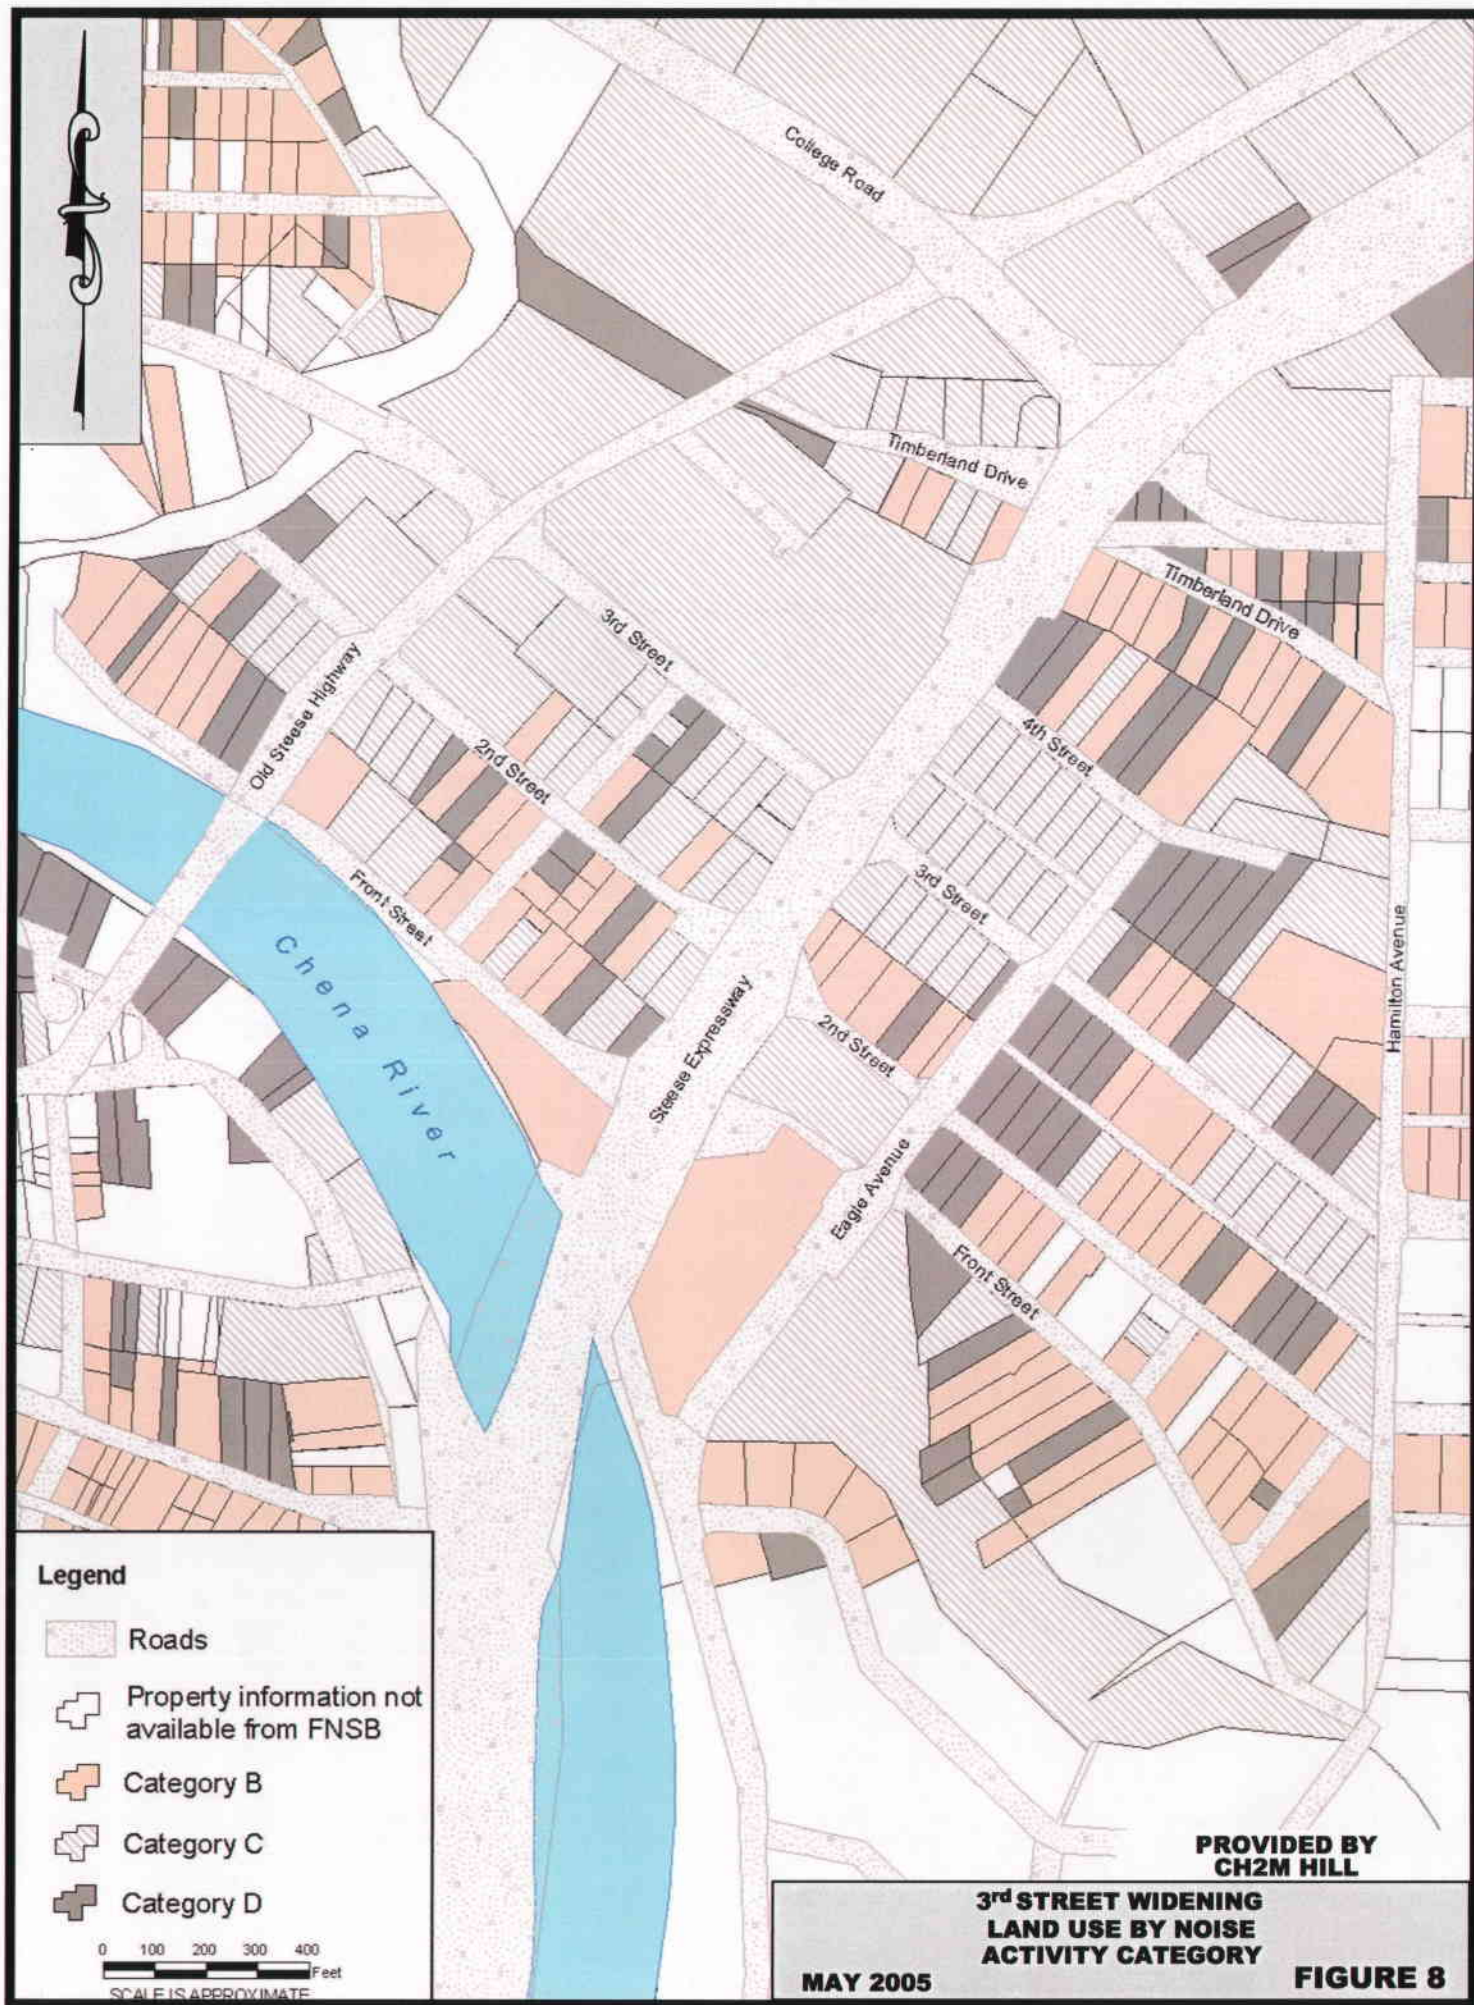 College Road
Timberland Drive
Timberland Drive
3rd Street
Old Steese Highway
2nd Street
4th Street
3rd Street
Front Street
Hamilton Avenue
Chena River
Steese Expressway
2nd Street
Eagle Avenue
Front Street
Legend
Roads
Property information not
available from FNSB
Category B
Category C
Category D
0 100 200 300 400
Feet
SCALE IS APPROXIMATE
PROVIDED BY
CH2M HILL
3rd STREET WIDENING
LAND USE BY NOISE
ACTIVITY CATEGORY
MAY 2005
FIGURE 8